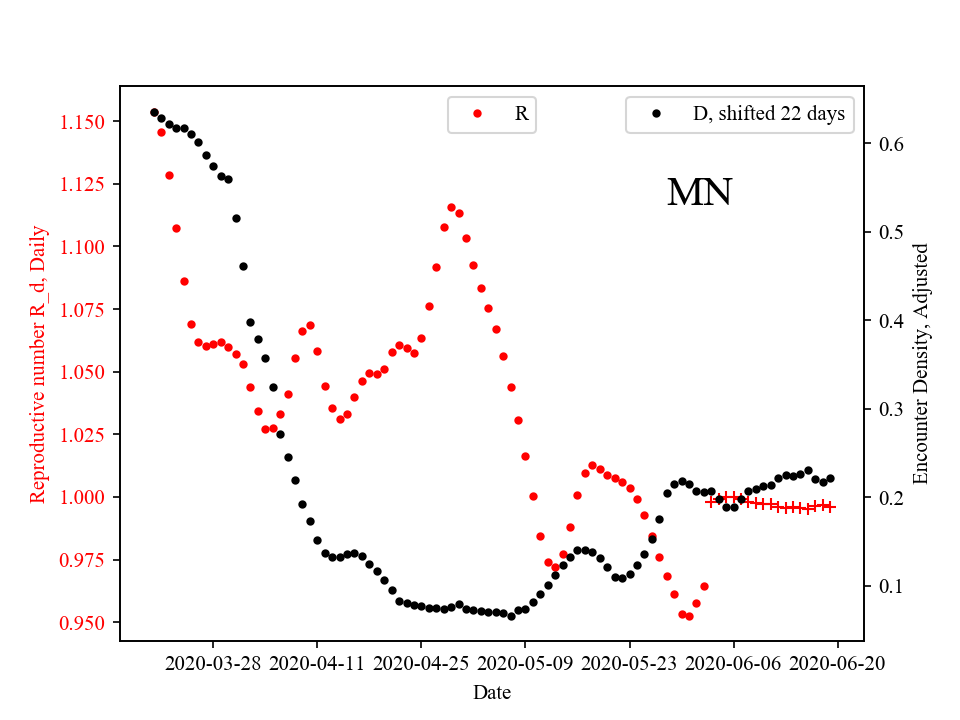 R
D, shifted 22 days
MN
Reproductive number R_d, Daily
1.150
1.125
1.100
1.075
1.050
1.025
1.000
0.975
0.950
0.6
0.5
0.4
0.3
0.2
0.1
Encounter Density, Adjusted
2020-03-28 2020-04-11 2020-04-25 2020-05-09 2020-05-23 2020-06-06 2020-06-20
Date